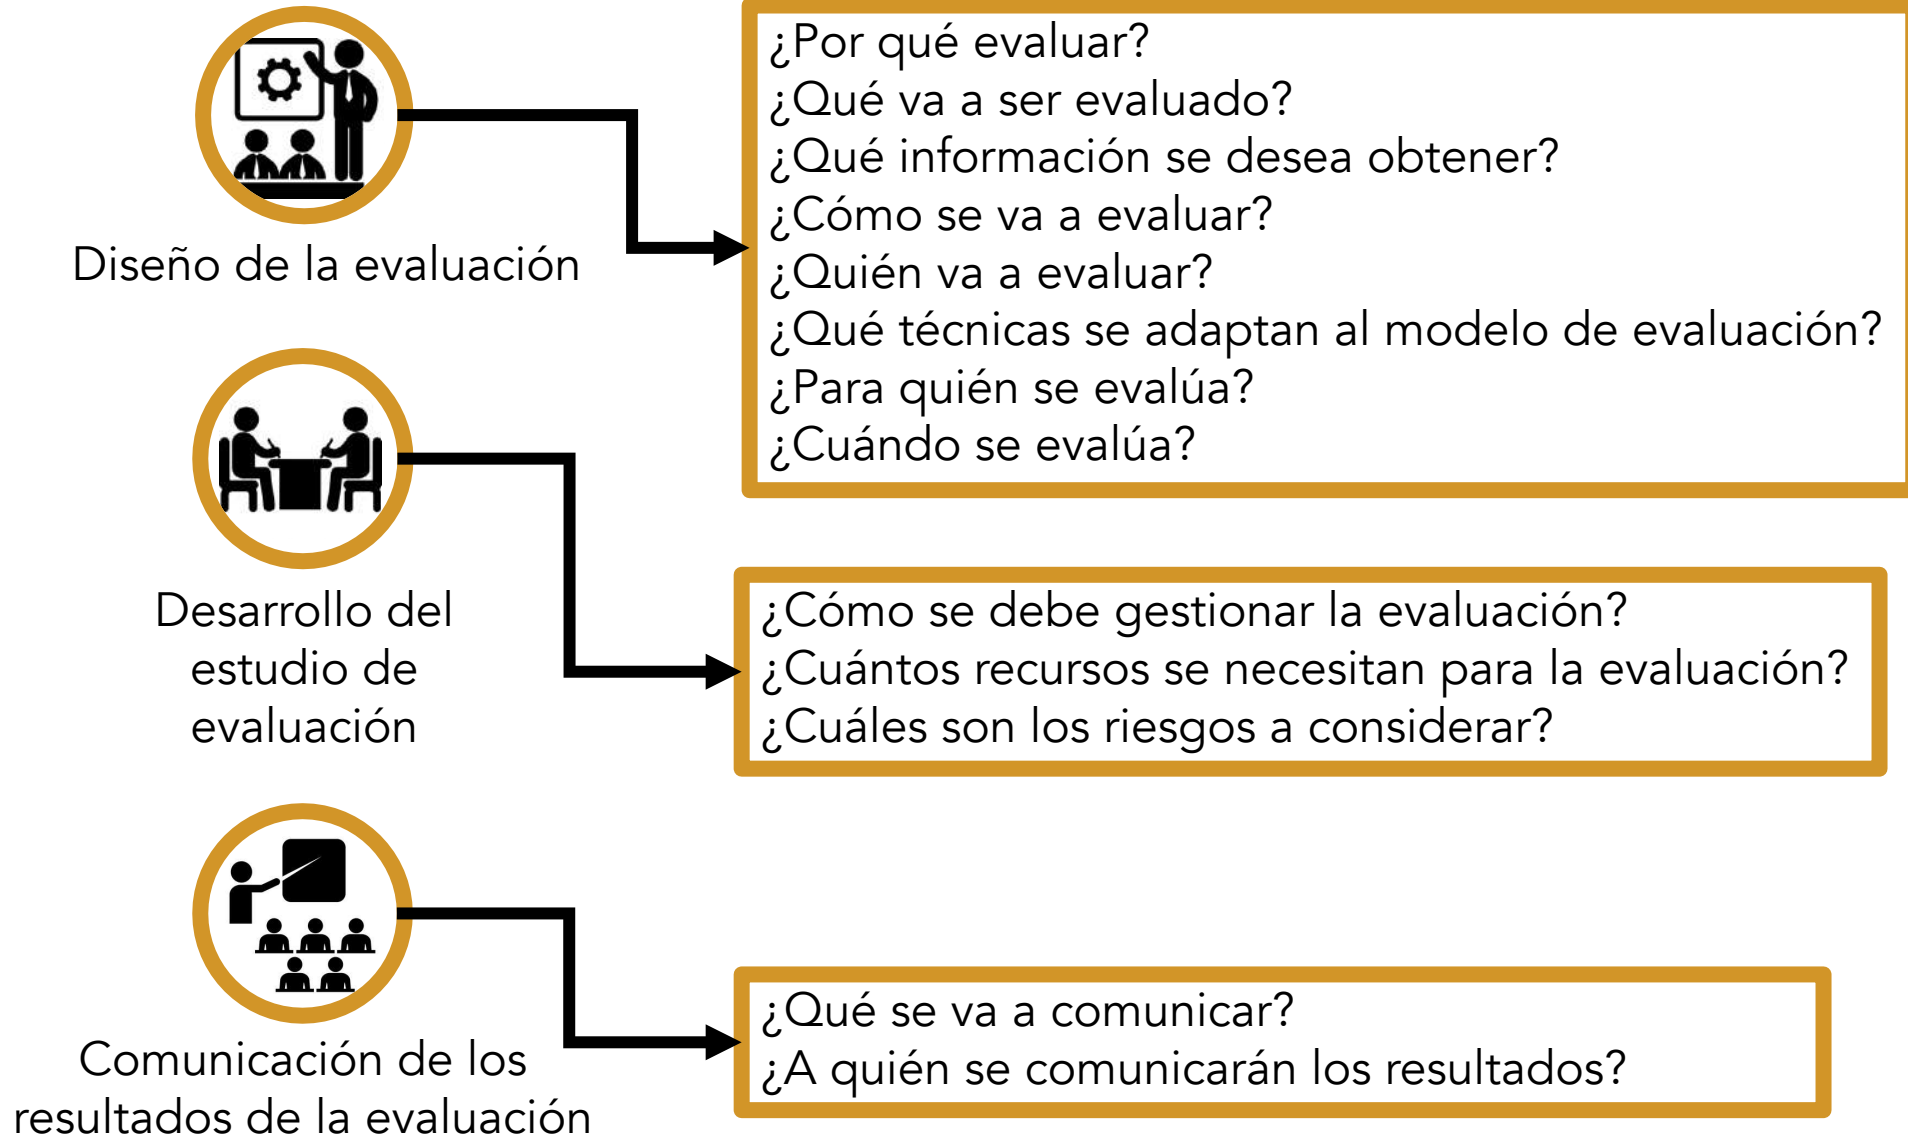 Diseño de la evaluación
¿Por qué evaluar?
¿Qué va a ser evaluado?
¿Qué información se desea obtener?
¿Cómo se va a evaluar?
¿Quién va a evaluar?
¿Qué técnicas se adaptan al modelo de evaluación?
¿Para quién se evalúa?
¿Cuándo se evalúa?
Desarrollo del
estudio de
evaluación
¿Cómo se debe gestionar la evaluación?
¿Cuántos recursos se necesitan para la evaluación?
¿Cuáles son los riesgos a considerar?
Comunicación de los
resultados de la evaluación
¿Qué se va a comunicar?
¿A quién se comunicarán los resultados?